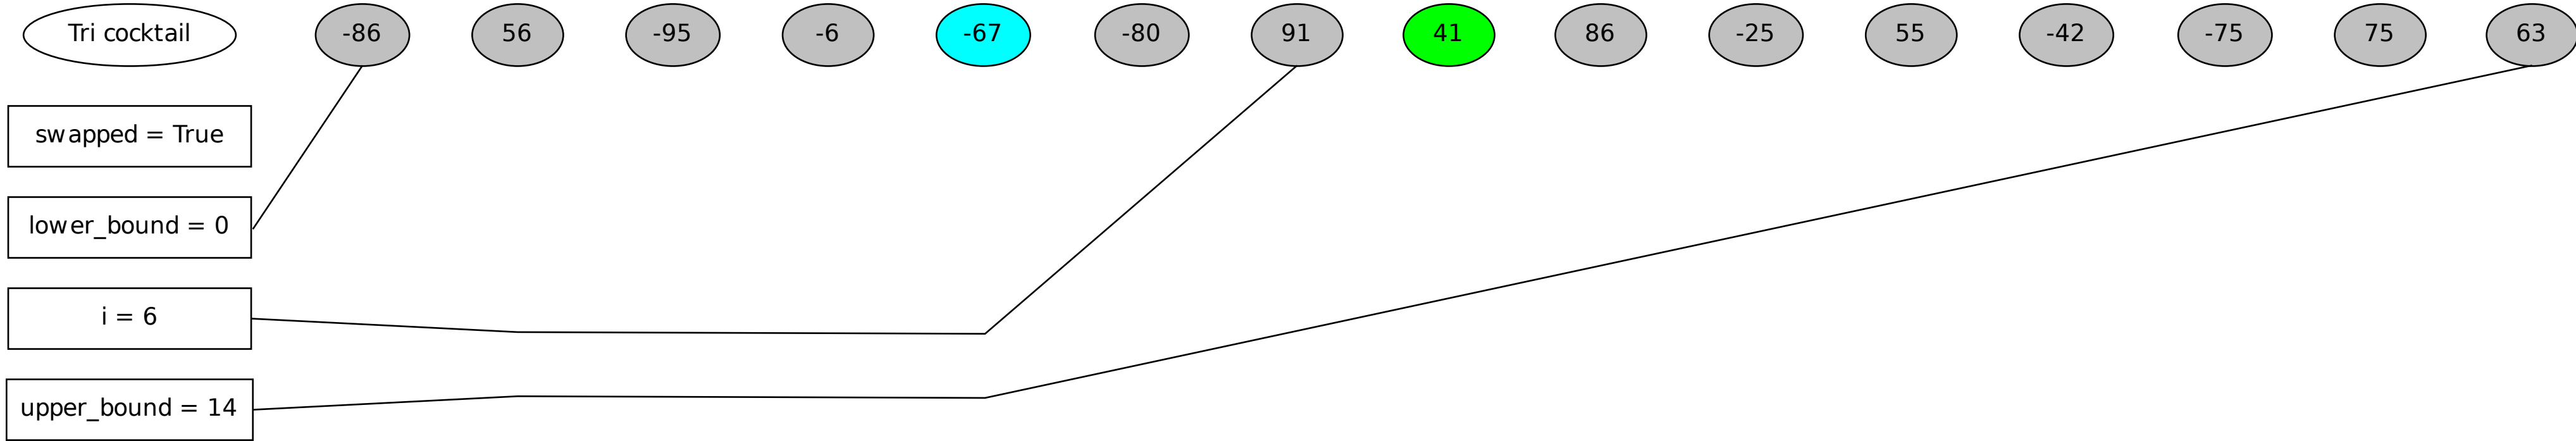 Tri cocktail -86 56 -95 -6 -67 -80 91 41 86 -25 55 -42 -75 75 63
swapped = True
lower_bound = 0
i = 6
upper_bound = 14